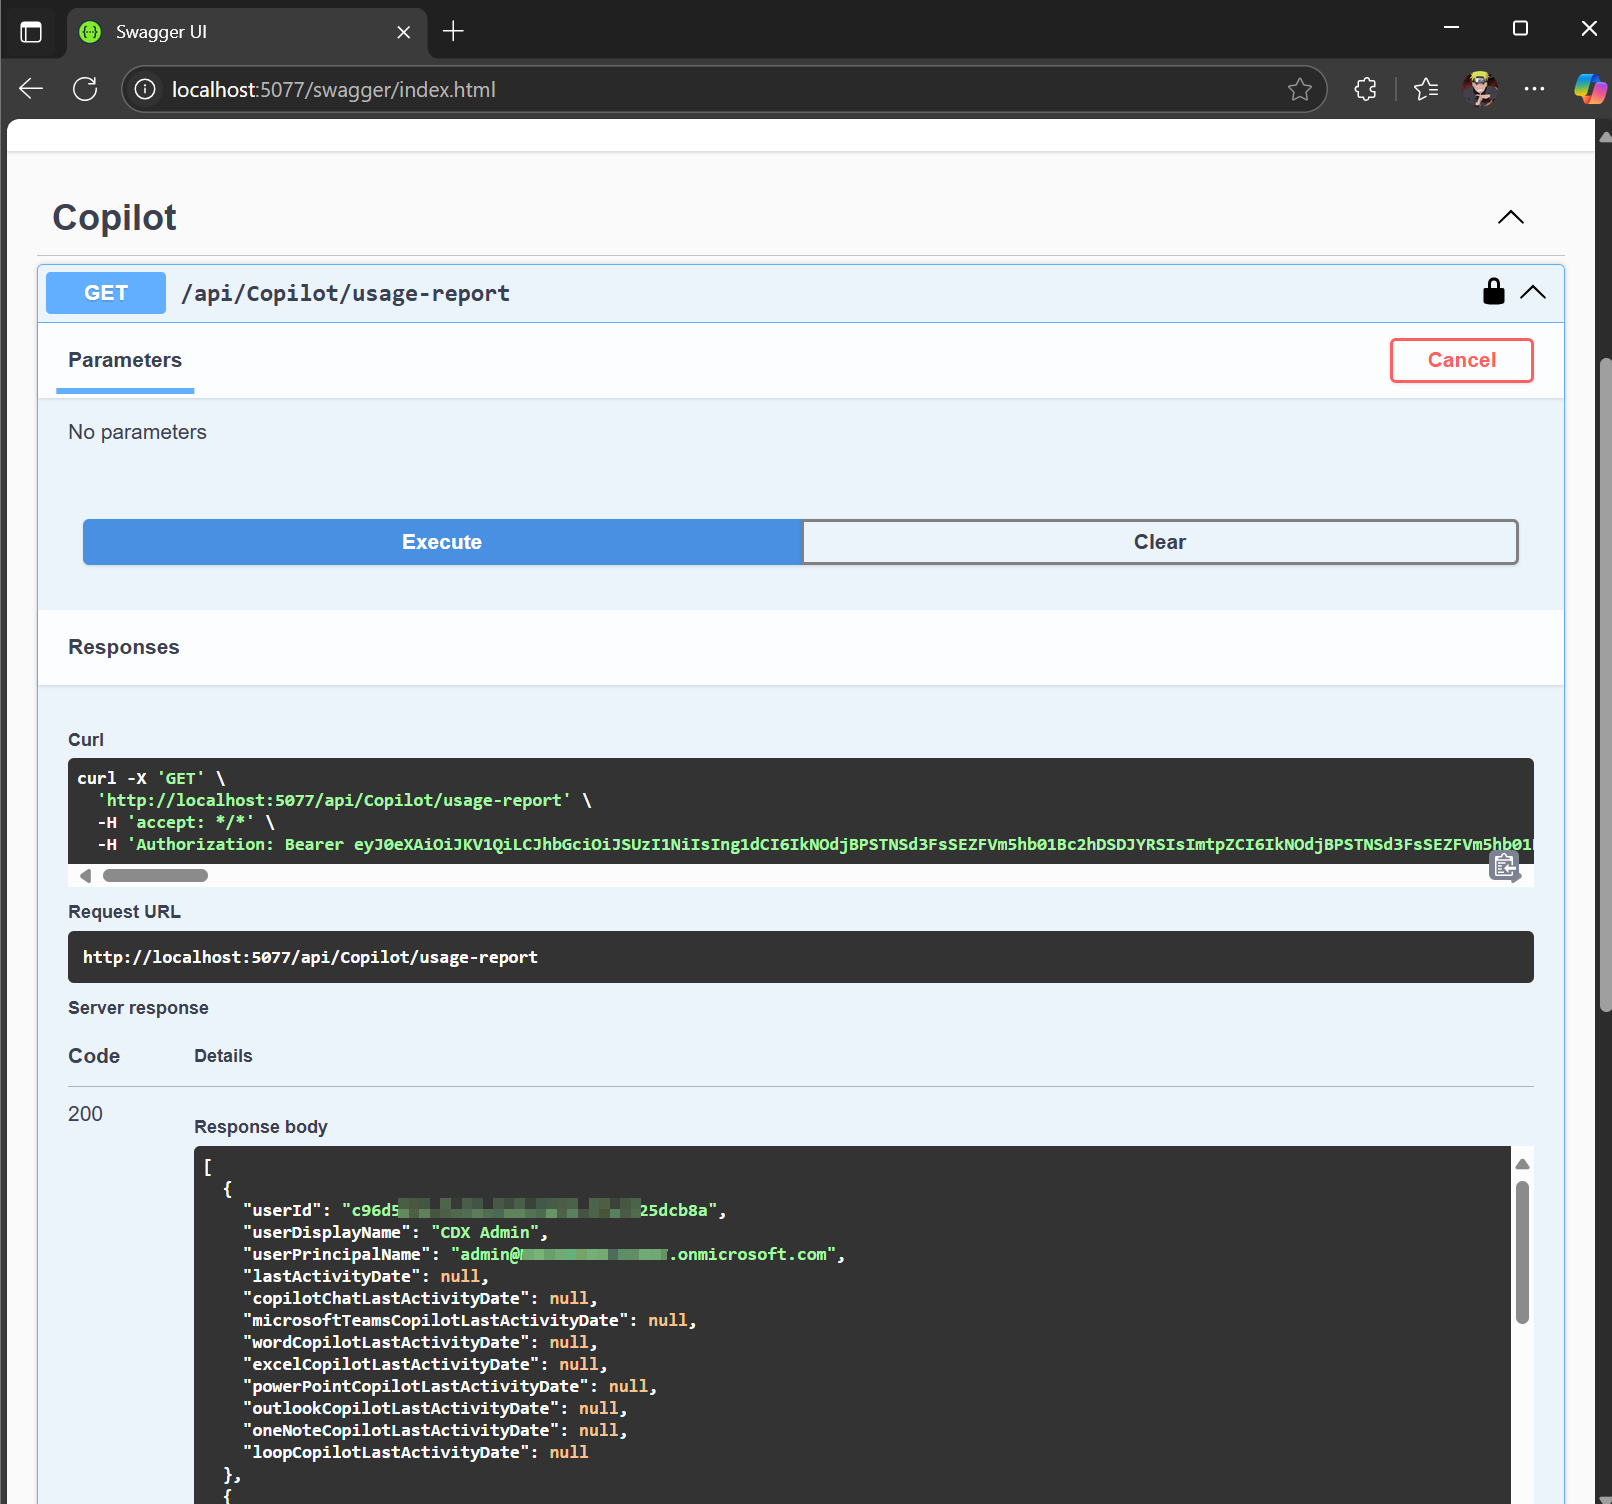 Swagger UI
localhost:5077/swagger/index.html
Copilot
GET /api/Copilot/usage-report
Parameters
Cancel
No parameters
Execute
Clear
Responses
Curl
curl -X 'GET' \
'http://localhost:5077/api/Copilot/usage-report' \
-H 'accept: */*' \
-H 'Authorization: Bearer eyJ0eXAiOiJKV1QiLCJhbGciOiJSUzI1NiIsIng1dCI6IkNOdjBPSTNSd3FsSEZFVm5hb01Bc2hDSDJYRSIsImtpZCI6IkNOdjBPSTNSd3FsSEZFVm5hb01
Request URL
http://localhost:5077/api/Copilot/usage-report
Server response
Code Details
200
Response body
[
{
"userId": "c96d5 25dcb8a",
"userDisplayName": "CDX Admin",
"userPrincipalName": "admin@ .onmicrosoft.com",
"lastActivityDate": null,
"copilotChatLastActivityDate": null,
"microsoftTeamsCopilotLastActivityDate": null,
"wordCopilotLastActivityDate": null,
"excelCopilotLastActivityDate": null,
"powerPointCopilotLastActivityDate": null,
"outlookCopilotLastActivityDate": null,
"oneNoteCopilotLastActivityDate": null,
"loopCopilotLastActivityDate": null
},
{